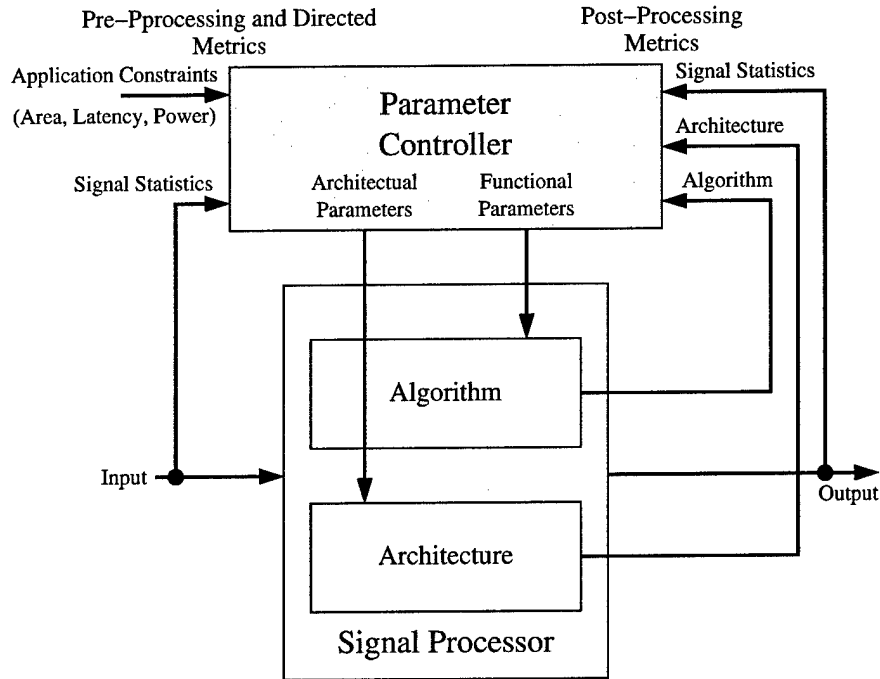 Pre–Pprocessing and Directed
Metrics
Post–Processing
Metrics
Application Constraints
(Area, Latency, Power)
Signal Statistics
Parameter
Controller
Architectual
Parameters
Functional
Parameters
Signal Statistics
Architecture
Algorithm
Algorithm
Input
Output
Architecture
Signal Processor